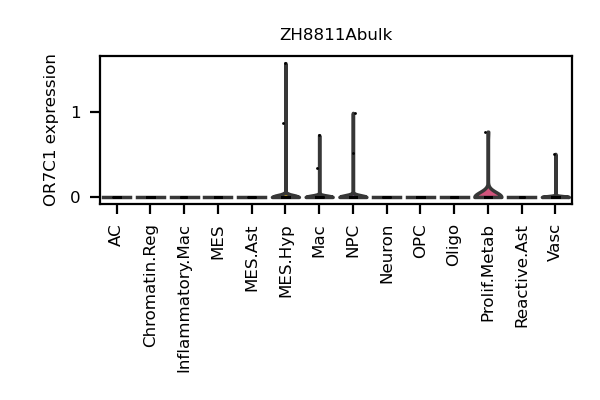 ZH8811Abulk
OR7C1 expression
1
0
AC
Chromatin.Reg
Inflammatory.Mac
MES
MES.Ast
MES.Hyp
Mac
NPC
Neuron
OPC
Oligo
Prolif.Metab
Reactive.Ast
Vasc